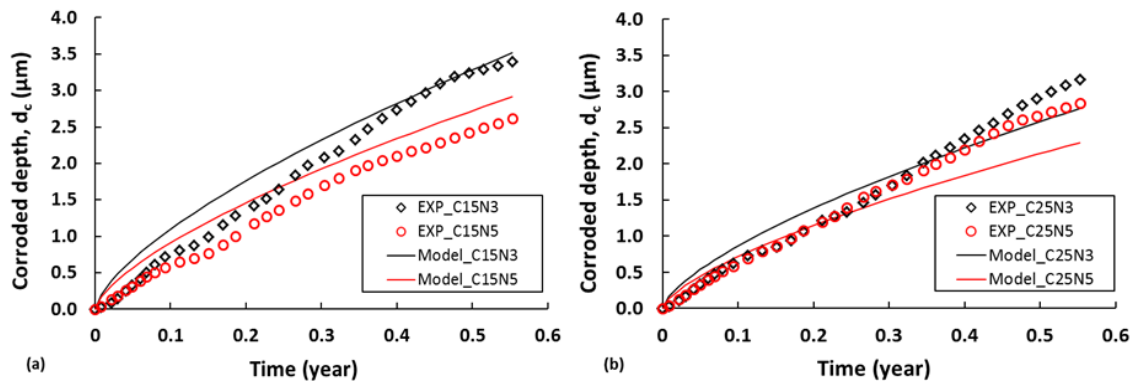 4.0
3.5
3.0
2.5
2.0
1.5
1.0
0.5
0.0
Corroded depth, dc (μm)
0
0.1
0.2
0.3
0.4
0.5
0.6
Time (year)
(a)
EXP_C15N3
EXP_C15N5
Model_C15N3
Model_C15N5
4.0
3.5
3.0
2.5
2.0
1.5
1.0
0.5
0.0
Corroded depth, dc (μm)
0
0.1
0.2
0.3
0.4
0.5
0.6
Time (year)
(b)
EXP_C25N3
EXP_C25N5
Model_C25N3
Model_C25N5